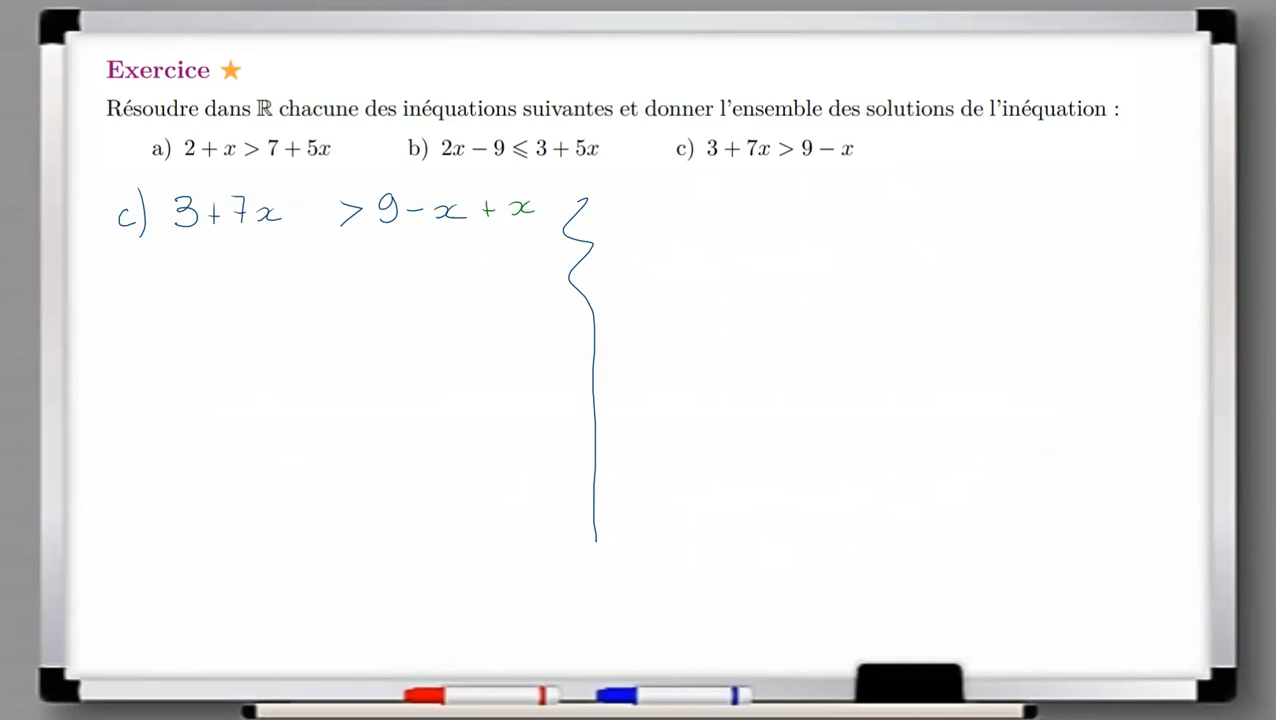 Exercice
Résoudre dans ℝ chacune des inéquations suivantes et donner l'ensemble des solutions de l'inéquation :
a) 2 + x > 7 + 5x b) 2x − 9 ⩽ 3 + 5x c) 3 + 7x > 9 − x
c) 3 + 7x > 9 − x + x